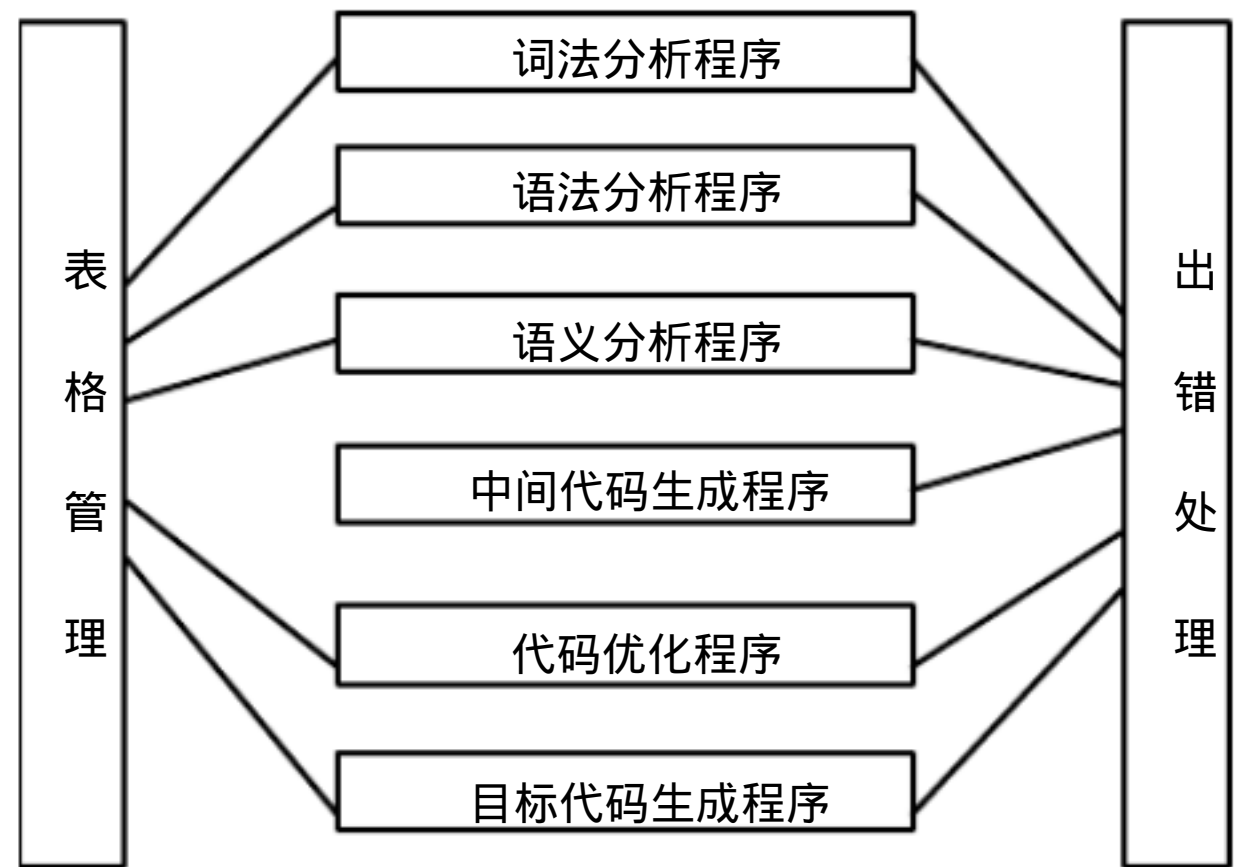 表格管理
词法分析程序
语法分析程序
语义分析程序
中间代码生成程序
代码优化程序
目标代码生成程序
出错处理